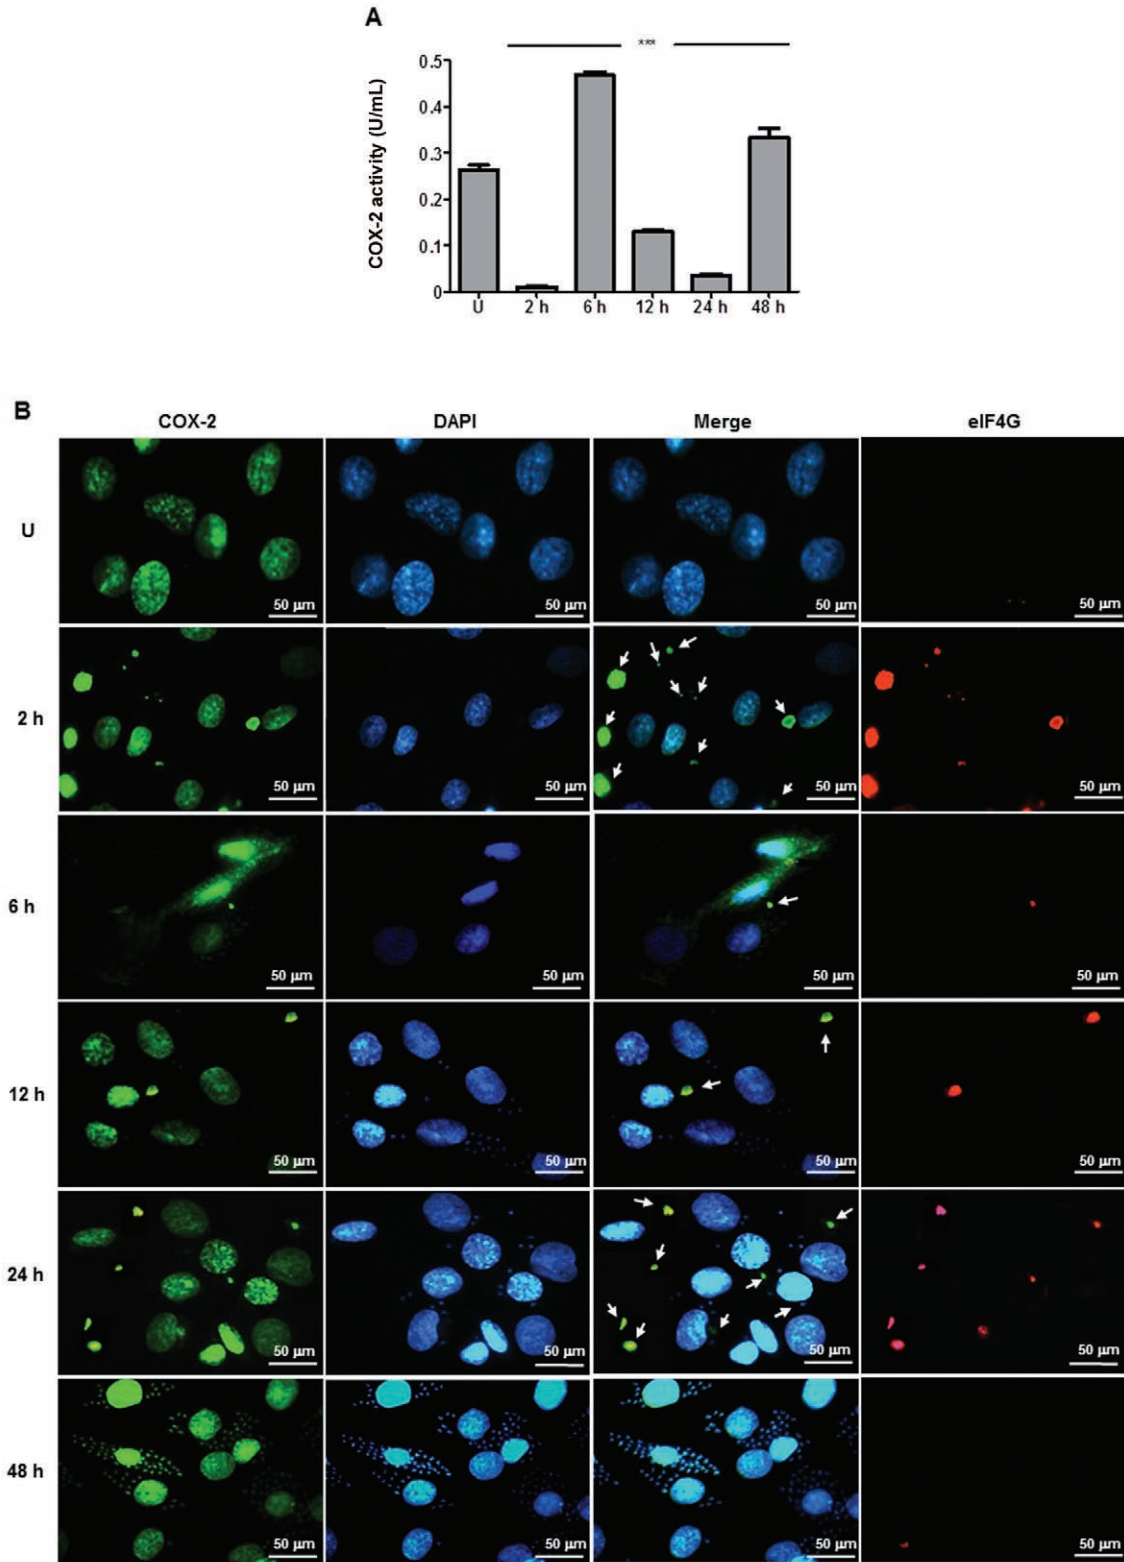 A
***
COX-2 activity (U/mL)
0.5
0.4
0.3
0.2
0.1
0
U 2 h 6 h 12 h 24 h 48 h
B
COX-2 DAPI Merge eIF4G
U
50 µm 50 µm 50 µm 50 µm
2 h
50 µm 50 µm 50 µm 50 µm
6 h
50 µm 50 µm 50 µm 50 µm
12 h
50 µm 50 µm 50 µm 50 µm
24 h
50 µm 50 µm 50 µm 50 µm
48 h
50 µm 50 µm 50 µm 50 µm